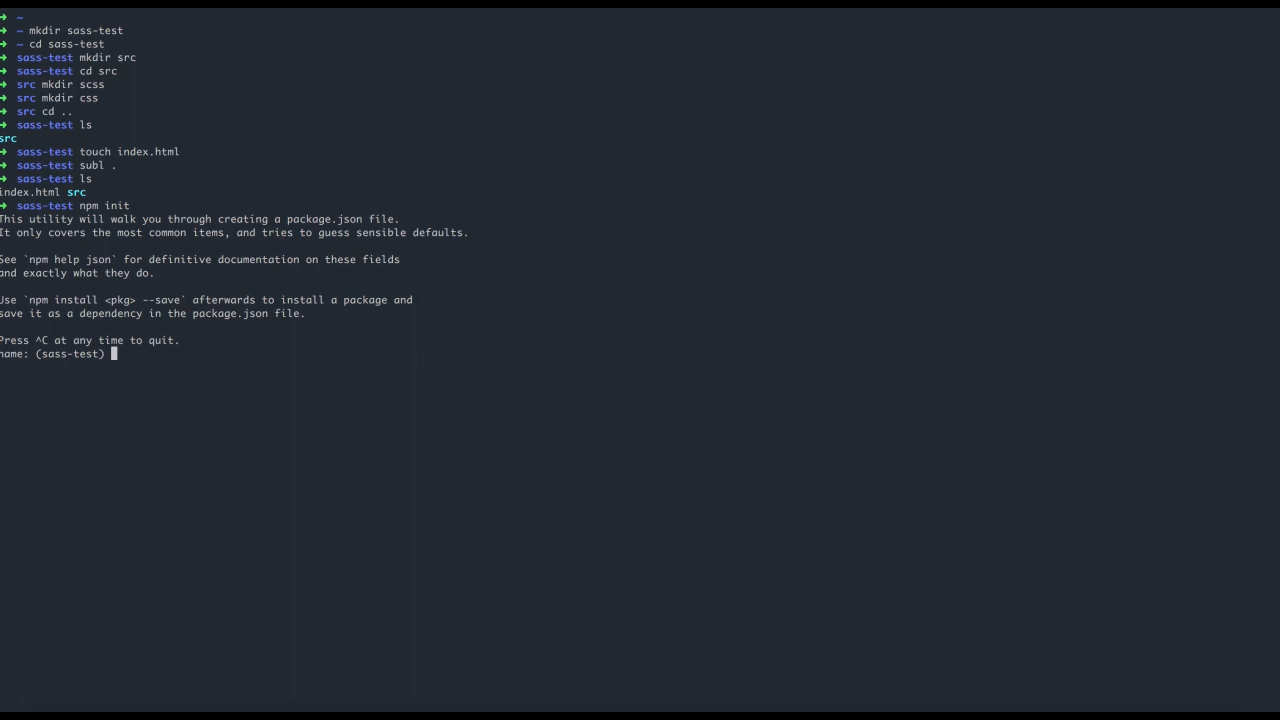 ➜ ~
➜ ~ mkdir sass-test
➜ ~ cd sass-test
➜ sass-test mkdir src
➜ sass-test cd src
➜ src mkdir scss
➜ src mkdir css
➜ src cd ..
➜ sass-test ls
src
➜ sass-test touch index.html
➜ sass-test subl .
➜ sass-test ls
index.html src
➜ sass-test npm init
This utility will walk you through creating a package.json file.
It only covers the most common items, and tries to guess sensible defaults.
See `npm help json` for definitive documentation on these fields
and exactly what they do.
Use `npm install <pkg> --save` afterwards to install a package and
save it as a dependency in the package.json file.
Press ^C at any time to quit.
name: (sass-test)